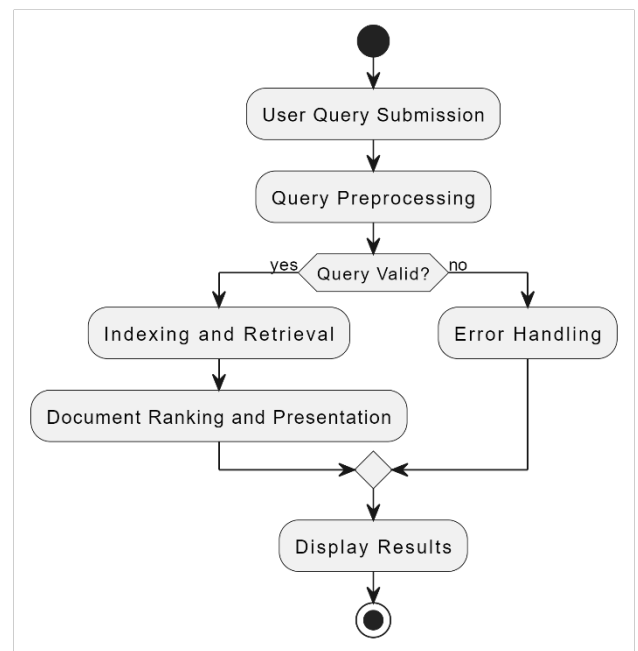 User Query Submission
Query Preprocessing
yes
Query Valid?
no
Indexing and Retrieval
Error Handling
Document Ranking and Presentation
Display Results